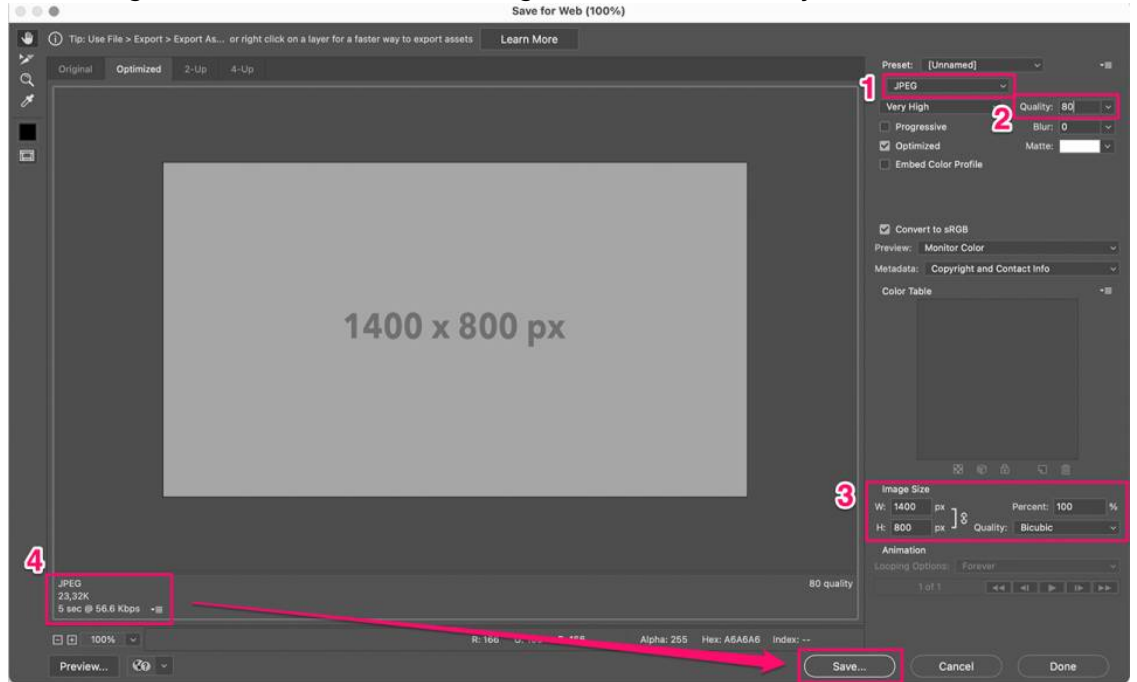 Save for Web (100%)
Tip: Use File > Export > Export As... or right click on a layer for a faster way to export assets Learn More
Original Optimized 2-Up 4-Up
Preset: [Unnamed]
1 JPEG
Very High 2 Quality: 80
Progressive Blur: 0
Optimized Matte:
Embed Color Profile
Convert to sRGB
Preview: Monitor Color
Metadata: Copyright and Contact Info
Color Table
1400 x 800 px
3 Image Size
W: 1400 px Percent: 100 %
H: 800 px Quality: Bicubic
Animation
Looping Options: Forever
1 of 1
4
JPEG
23,32K
5 sec @ 56.6 Kbps
80 quality
100% R: 166 Alpha: 255 Hex: A6A6A6 Index: --
Preview... Save... Cancel Done